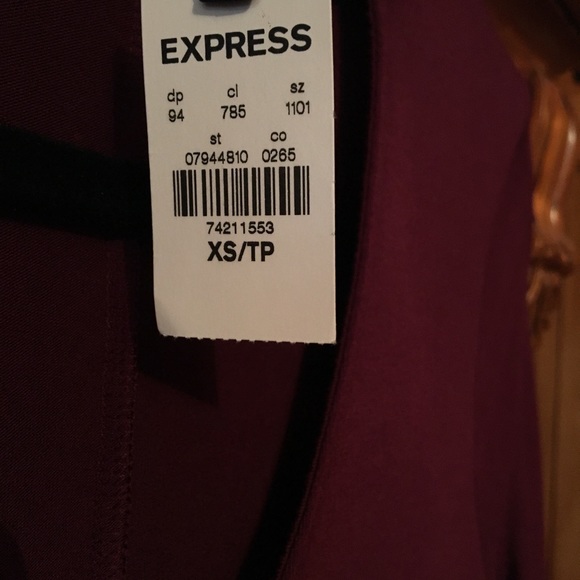 EXPRESS
dp cl sz
94 785 1101
st co
07944810 0265
74211553
XS/TP